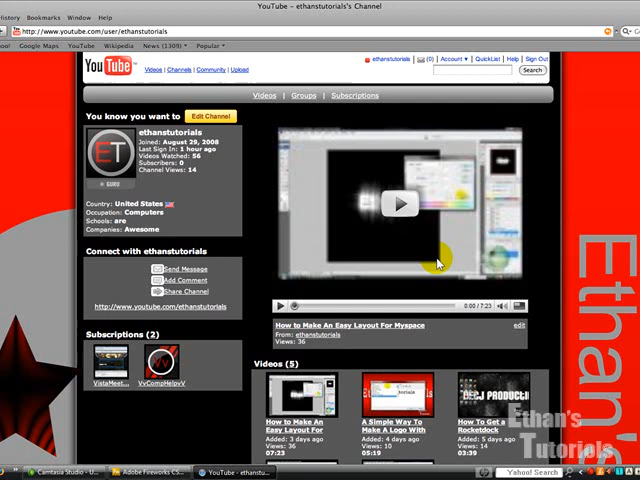 YouTube - ethanstutorials's Channel
History Bookmarks Window Help
http://www.youtube.com/user/ethanstutorials
Google Maps YouTube Wikipedia News (1309) Popular
YouTube
ethanstutorials (0) Account QuickList Help Sign Out
Videos | Channels | Community | Upload
Search
Videos | Groups | Subscriptions
You know you want to Edit Channel
ET
GURU
ethanstutorials
Joined: August 29, 2008
Last Sign In: 1 hour ago
Videos Watched: 56
Subscribers: 0
Channel Views: 14
Country: United States
Occupation: Computers
Schools: are
Companies: Awesome
Connect with ethanstutorials
Send Message
Add Comment
Share Channel
http://www.youtube.com/ethanstutorials
Subscriptions (2)
VistaMeet...
VvCompHelpvV
0:00 / 7:23
How to Make An Easy Layout For Myspace edit
From: ethanstutorials
Views: 36
Videos (5)
How to Make An
Easy Layout For
Added: 3 days ago
Views: 36
07:23
A Simple Way To
Make A Logo With
Added: 4 days ago
Views: 10
05:19
How To Get a
Rocketdock
Added: 5 days ago
Views: 14
03:39
Ethan's
Ethan's
Tutorials
Camtasia Studio - U...
Adobe Fireworks CS...
YouTube - ethanstu...
Yahoo! Search